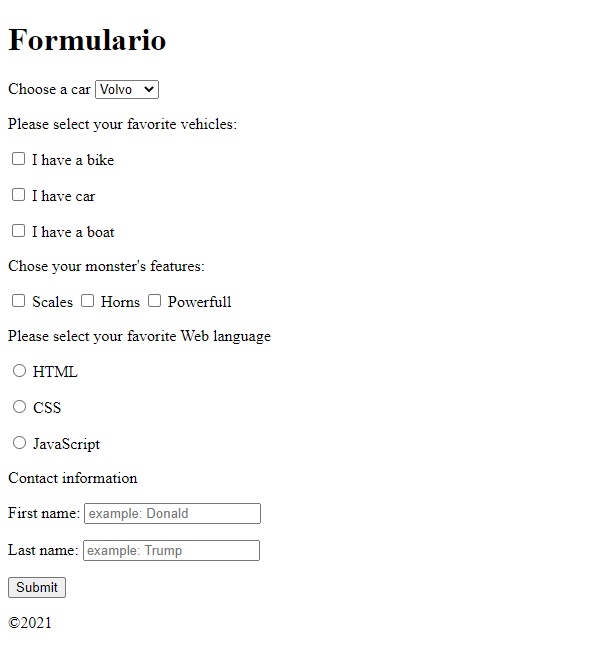 Formulario
Choose a car Volvo
Please select your favorite vehicles:
I have a bike
I have car
I have a boat
Chose your monster's features:
Scales Horns Powerfull
Please select your favorite Web language
HTML
CSS
JavaScript
Contact information
First name: example: Donald
Last name: example: Trump
Submit
©2021